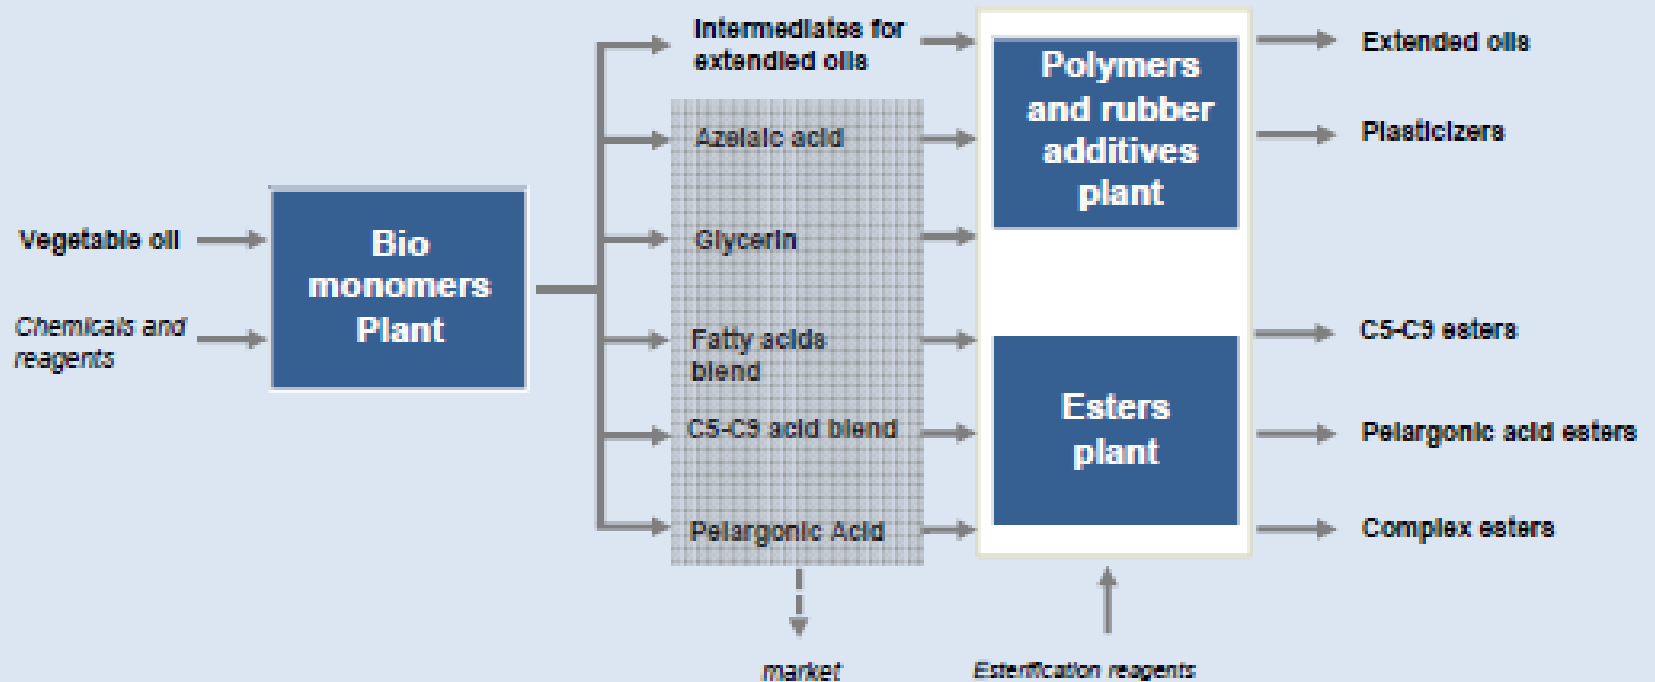 Vegetable oil
Chemicals and
reagents
Bio
monomers
Plant
Intermediates for
extendied oils
Azelaic acid
Glycerin
Fatty acids
blend
C5-C9 acid blend
Pelargonic Acid
market
Polymers
and rubber
additives
plant
Esters
plant
Esterification reagents
Extended oils
Plasticizers
C5-C9 esters
Pelargonic acid esters
Complex esters